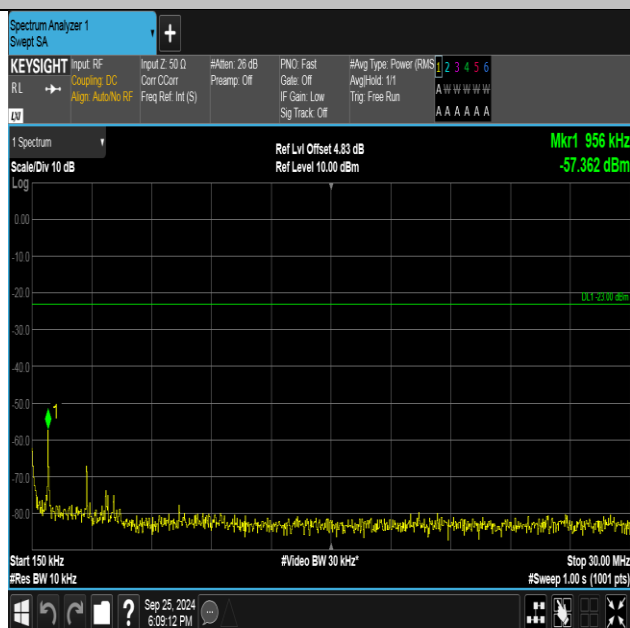 Spectrum Analyzer 1
Swept SA
+
KEYSIGHT
RL
LXI
Input: RF
Coupling: DC
Align: Auto/No RF
Input Z: 50 Ω
Corr CCorr
Freq Ref: Int (S)
#Atten: 26 dB
Preamp: Off
PNO: Fast
Gate: Off
IF Gain: Low
Sig Track: Off
#Avg Type: Power (RMS
Avg|Hold: 1/1
Trig: Free Run
1 2 3 4 5 6
A W W W W W
A A A A A A
1 Spectrum
Scale/Div 10 dB
Log
Ref Lvl Offset 4.83 dB
Ref Level 10.00 dBm
Mkr1 956 kHz
-57.362 dBm
0.00
-10.0
-20.0
DL1 -23.00 dBm
-30.0
-40.0
-50.0
1
-60.0
-70.0
-80.0
Start 150 kHz
#Video BW 30 kHz*
Stop 30.00 MHz
#Res BW 10 kHz
#Sweep 1.00 s (1001 pts)
?
Sep 25, 2024
6:09:12 PM